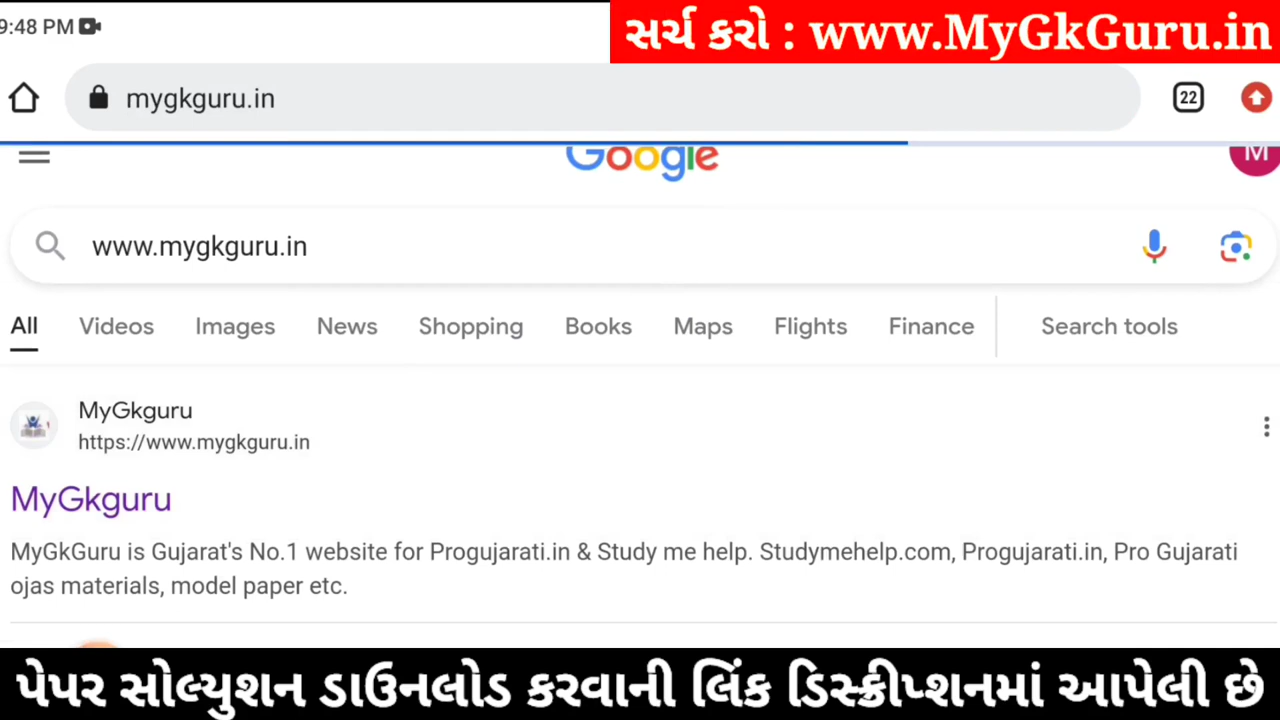 9:48 PM
સર્ચ કરો : www.MyGkGuru.in
mygkguru.in
22
Google
M
www.mygkguru.in
All Videos Images News Shopping Books Maps Flights Finance Search tools
MyGkguru
https://www.mygkguru.in
MyGkguru
MyGkGuru is Gujarat's No.1 website for Progujarati.in & Study me help. Studymehelp.com, Progujarati.in, Pro Gujarati
ojas materials, model paper etc.
પેપર સોલ્યુશન ડાઉનલોડ કરવાની લિંક ડિસ્ક્રીપ્શનમાં આપેલી છે